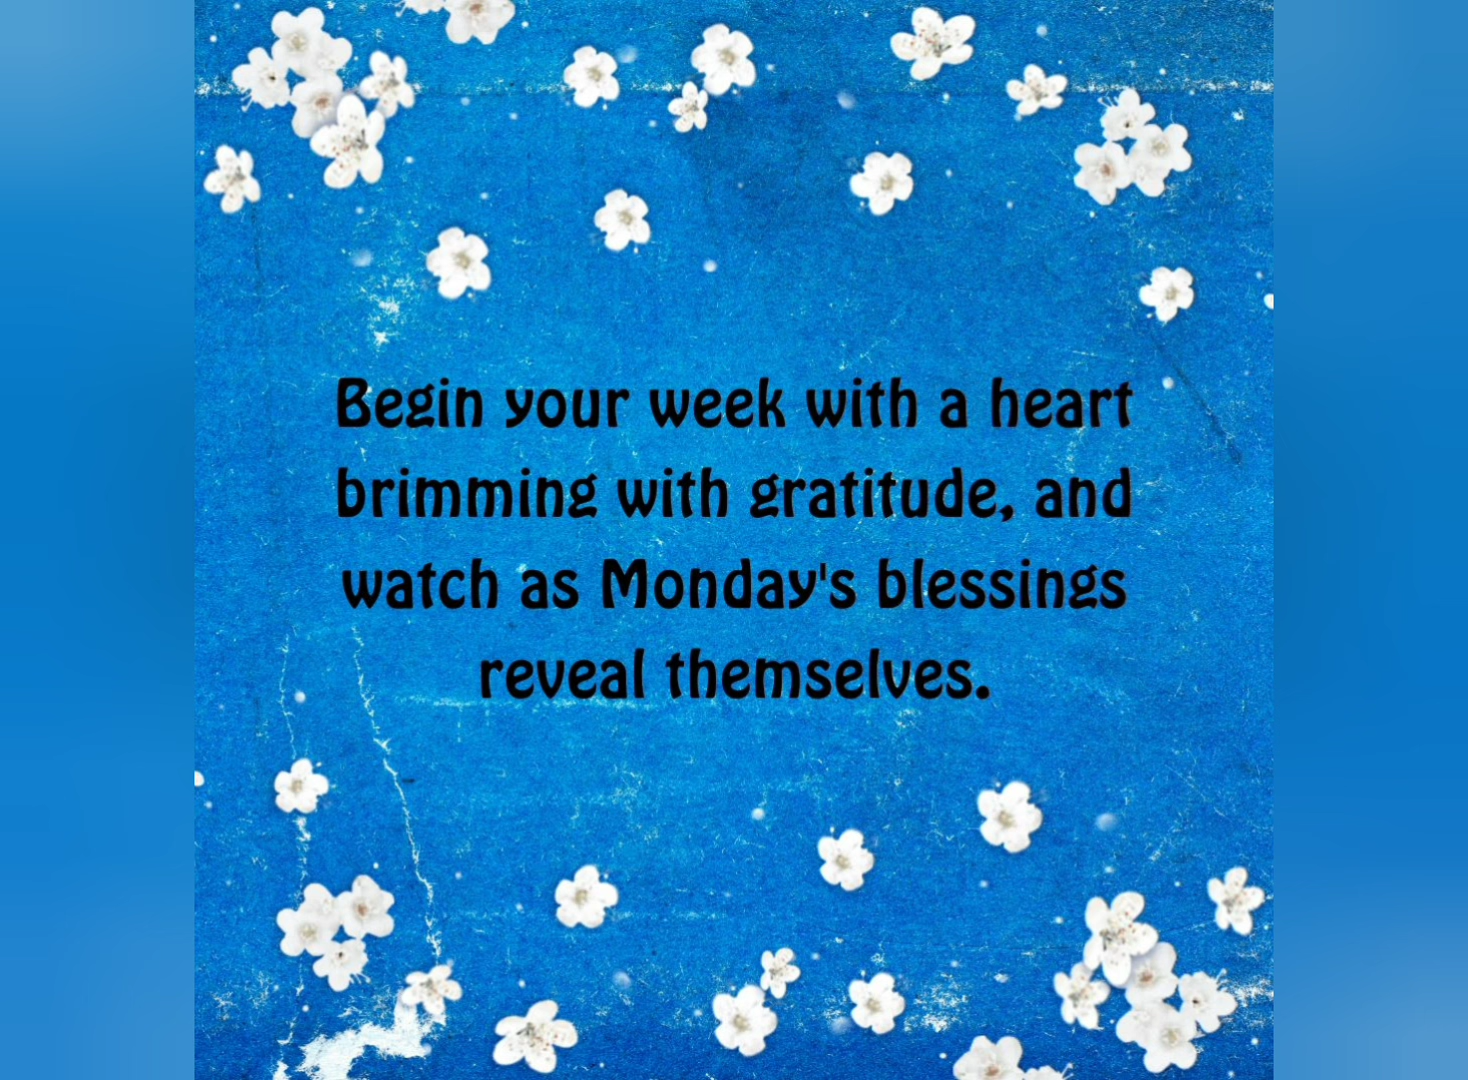 Begin your week with a heart
brimming with gratitude, and
watch as Monday's blessings
reveal themselves.